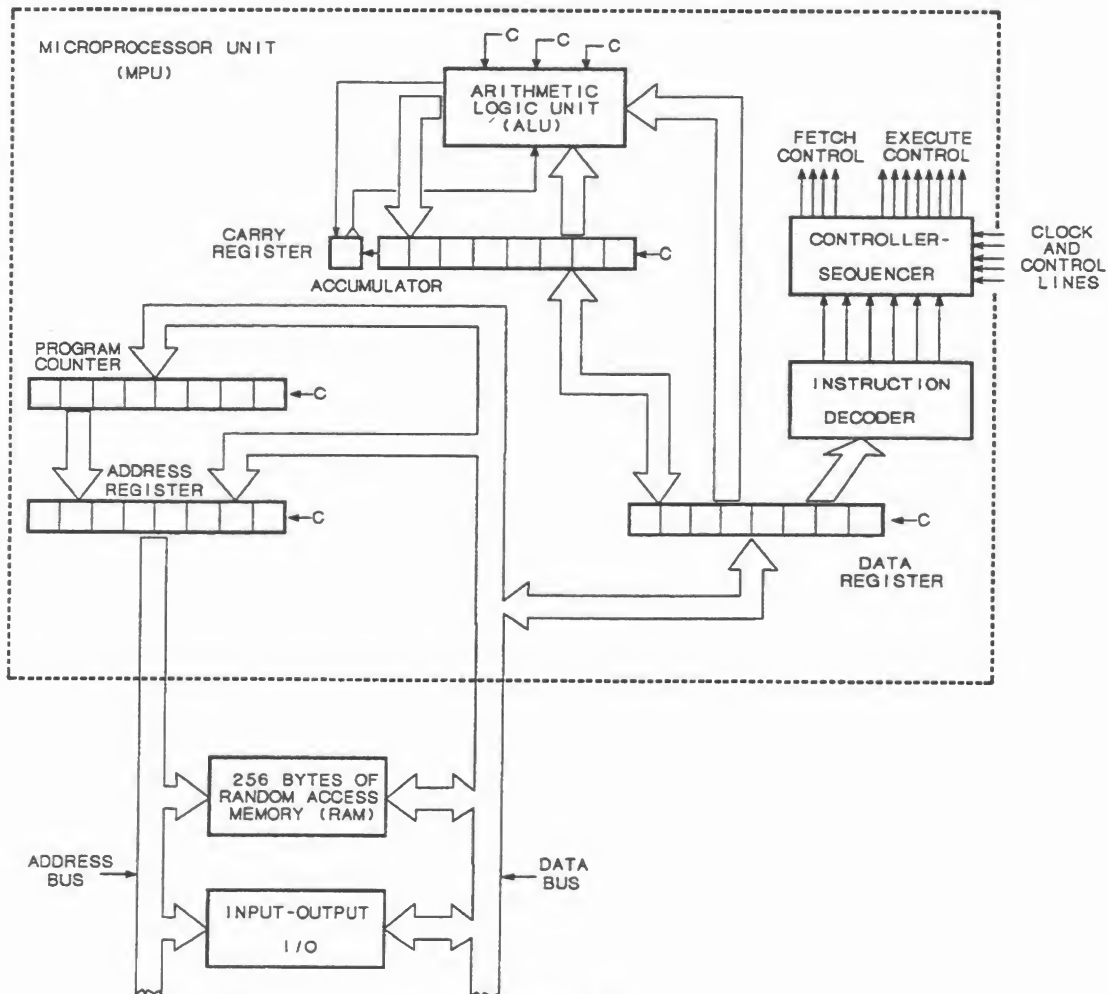 MICROPROCESSOR UNIT
(MPU)
C
C
C
ARITHMETIC
LOGIC UNIT
(ALU)
FETCH
CONTROL
EXECUTE
CONTROL
CARRY
REGISTER
C
ACCUMULATOR
CONTROLLER-
SEQUENCER
CLOCK
AND
CONTROL
LINES
PROGRAM
COUNTER
C
INSTRUCTION
DECODER
ADDRESS
REGISTER
C
C
DATA
REGISTER
256 BYTES OF
RANDOM ACCESS
MEMORY (RAM)
ADDRESS
BUS
DATA
BUS
INPUT-OUTPUT
I/O